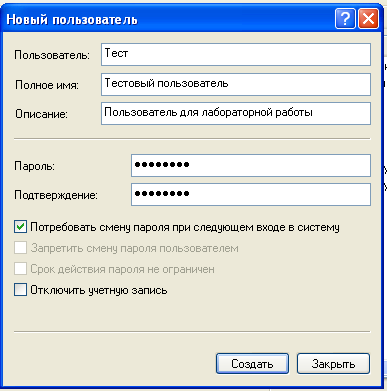 Новый пользователь
Пользователь: Тест
Полное имя: Тестовый пользователь
Описание: Пользователь для лабораторной работы
Пароль: ●●●●●●●●
Подтверждение: ●●●●●●●●
Потребовать смену пароля при следующем входе в систему
Запретить смену пароля пользователем
Срок действия пароля не ограничен
Отключить учетную запись
Создать Закрыть